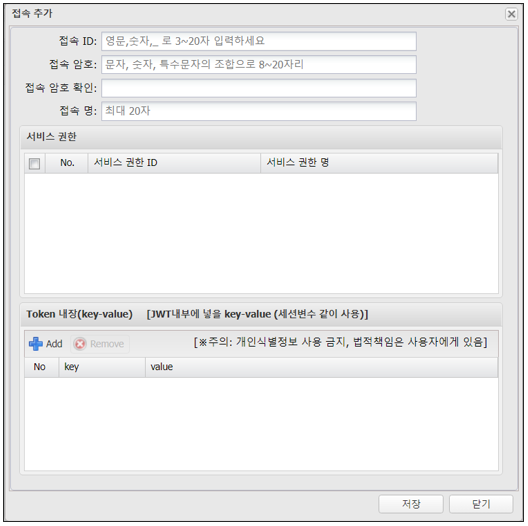 접속 추가
접속 ID: 영문,숫자,_ 로 3~20자 입력하세요
접속 암호: 문자, 숫자, 특수문자의 조합으로 8~20자리
접속 암호 확인:
접속 명: 최대 20자
서비스 권한
No. 서비스 권한 ID 서비스 권한 명
Token 내장(key-value) [JWT내부에 넣을 key-value (세선변수 같이 사용)]
Add Remove [※주의: 개인식별정보 사용 금지, 법적책임은 사용자에게 있음]
No key value
저장 닫기